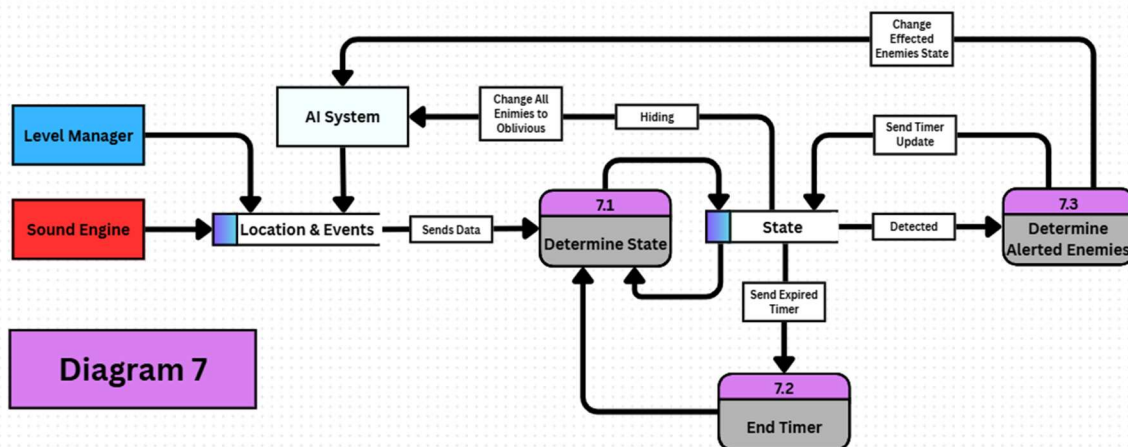 Change
Effected
Enemies State
AI System
Change All
Enimies to
Oblivious
Hiding
Level Manager
Send Timer
Update
7.1
7.3
Sound Engine
Location & Events
Sends Data
Determine State
State
Detected
Determine
Alerted Enemies
Send Expired
Timer
Diagram 7
7.2
End Timer